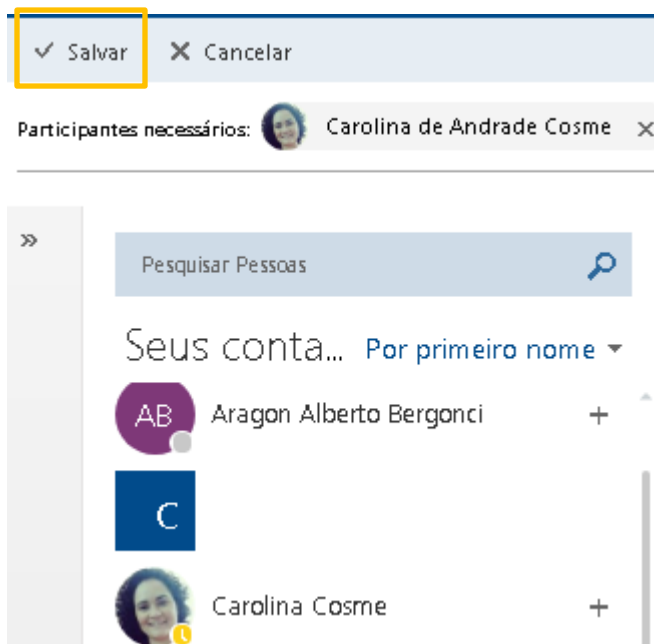 Salvar Cancelar
Participantes necessários: Carolina de Andrade Cosme
Pesquisar Pessoas
Seus conta... Por primeiro nome
AB Aragon Alberto Bergonci
C
Carolina Cosme